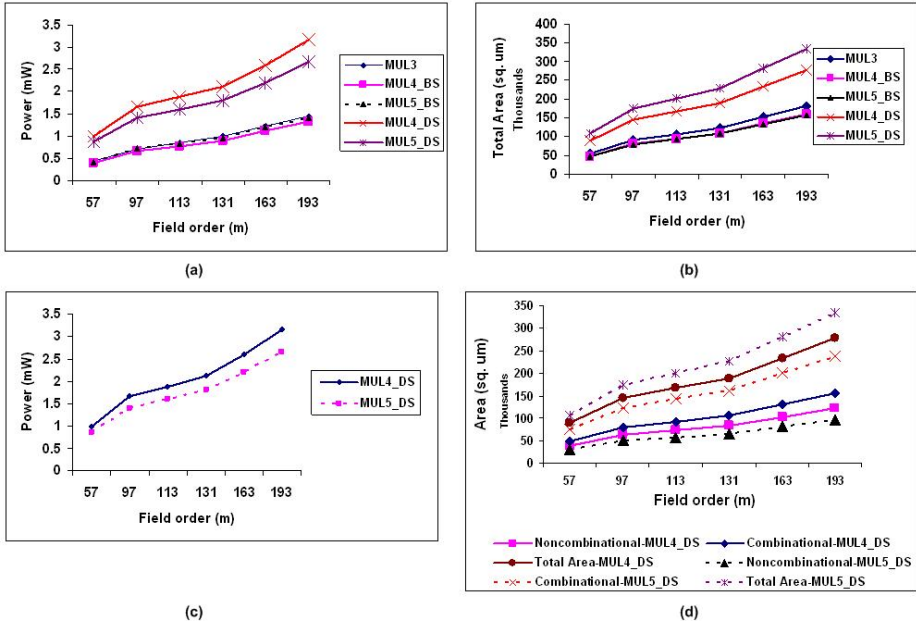 4
3.5
3
2.5
2
1.5
1
0.5
0
Power (mW)
57 97 113 131 163 193
Field order (m)
MUL3
MUL4_BS
MUL5_BS
MUL4_DS
MUL5_DS
(a)
400
350
300
250
200
150
100
50
0
Total Area (sq. um)
Thousands
57 97 113 131 163 193
Field order (m)
MUL3
MUL4_BS
MUL5_BS
MUL4_DS
MUL5_DS
(b)
3.5
3
2.5
2
1.5
1
0.5
0
Power (mW)
57 97 113 131 163 193
Field order (m)
MUL4_DS
MUL5_DS
(c)
350
300
250
200
150
100
50
0
Area (sq. um)
Thousands
57 97 113 131 163 193
Field order (m)
Noncombinational-MUL4_DS Combinational-MUL4_DS
Total Area-MUL4_DS Noncombinational-MUL5_DS
Combinational-MUL5_DS Total Area-MUL5_DS
(d)